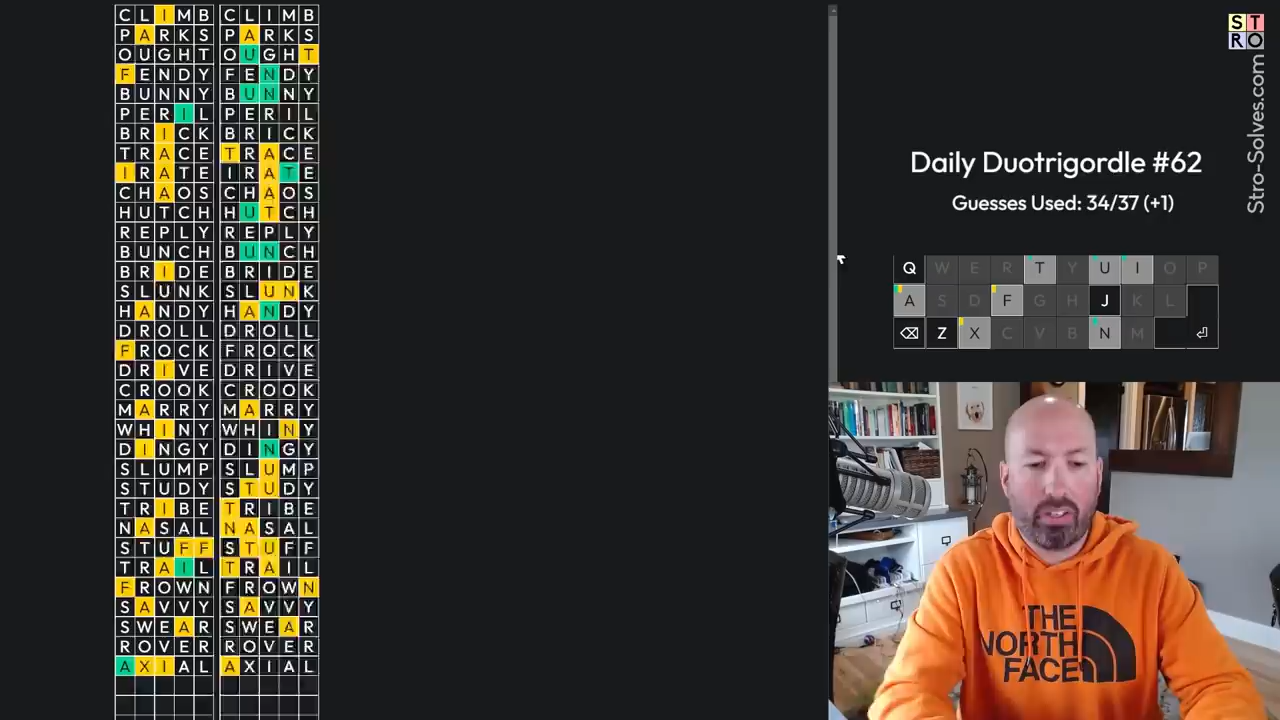 CLIMB CLIMB
PARKS PARKS
OUGHT OUGHT
FENDY FENDY
BUNNY BUNNY
PERIL PERIL
BRICK BRICK
TRACE TRACE
IRATE IRATE
CHAOS CHAOS
HUTCH HUTCH
REPLY REPLY
BUNCH BUNCH
BRIDE BRIDE
SLUNK SLUNK
HANDY HANDY
DROLL DROLL
FROCK FROCK
DRIVE DRIVE
CROOK CROOK
MARRY MARRY
WHINY WHINY
DINGY DINGY
SLUMP SLUMP
STUDY STUDY
TRIBE TRIBE
NASAL NASAL
STUFF STUFF
TRAIL TRAIL
FROWN FROWN
SAVVY SAVVY
SWEAR SWEAR
ROVER ROVER
AXIAL AXIAL
ST
RO
Stro-Solves.com
Daily Duotrigordle #62
Guesses Used: 34/37 (+1)
Q W E R T Y U I O P
A S D F G H J K L
⌫ Z X C V B N M ⏎
THE
NORTH
FACE